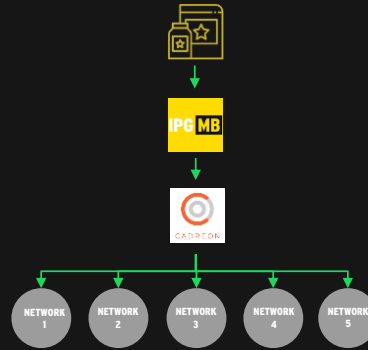 IPG MB
CADREON
NETWORK
1
NETWORK
2
NETWORK
3
NETWORK
4
NETWORK
5